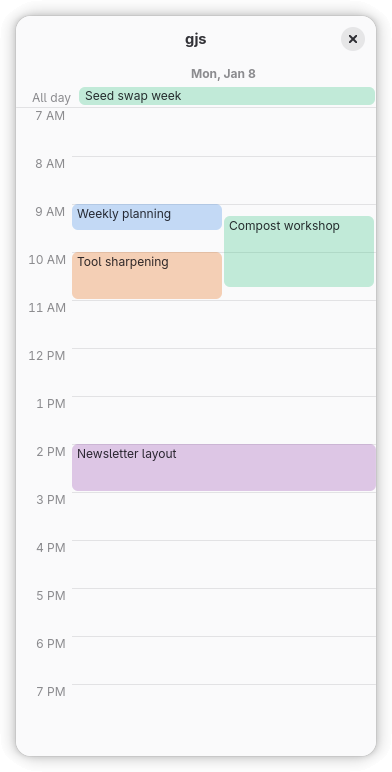 gjs
Mon, Jan 8
All day
Seed swap week
7 AM
8 AM
9 AM
Weekly planning
Compost workshop
10 AM
Tool sharpening
11 AM
12 PM
1 PM
2 PM
Newsletter layout
3 PM
4 PM
5 PM
6 PM
7 PM